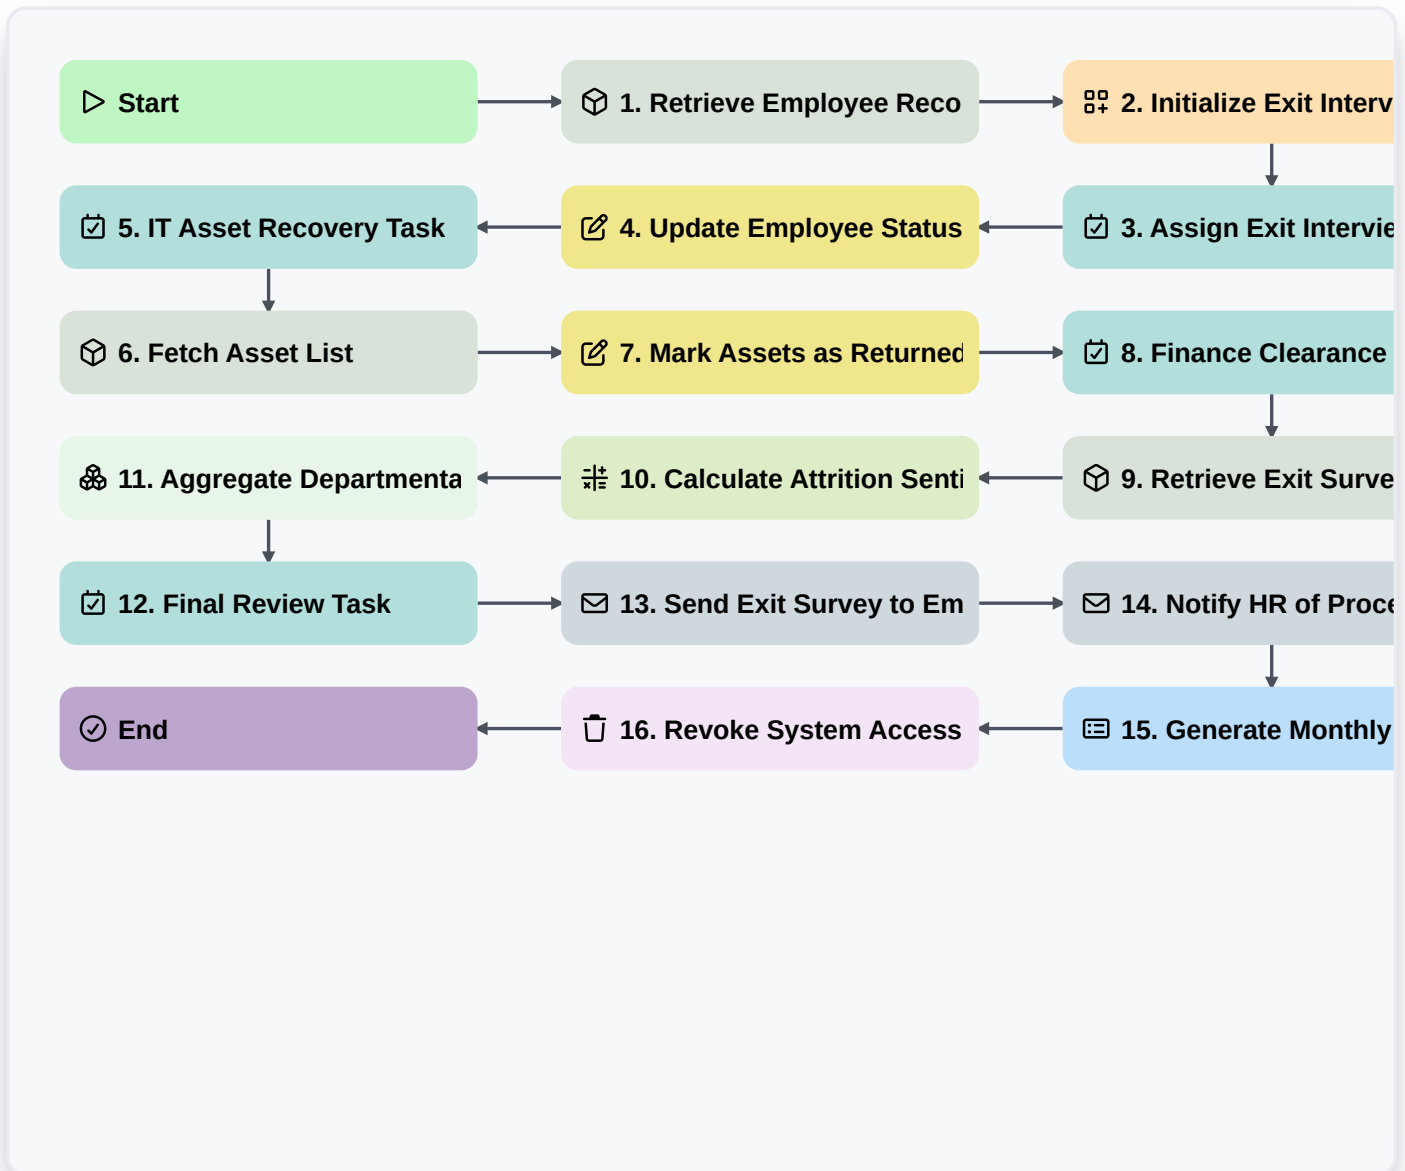 Start
1. Retrieve Employee Reco
2. Initialize Exit Interv
5. IT Asset Recovery Task
4. Update Employee Status
3. Assign Exit Intervie
6. Fetch Asset List
7. Mark Assets as Returned
8. Finance Clearance
11. Aggregate Departmenta
10. Calculate Attrition Senti
9. Retrieve Exit Surve
12. Final Review Task
13. Send Exit Survey to Em
14. Notify HR of Proce
End
16. Revoke System Access
15. Generate Monthly